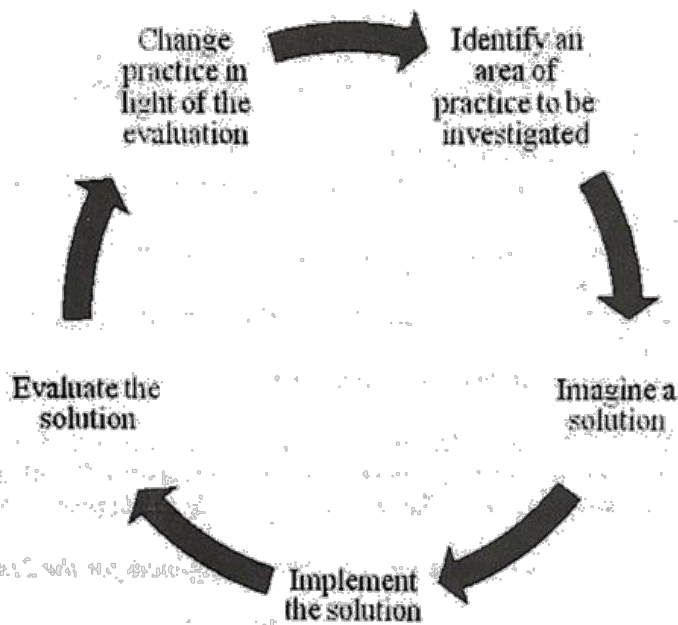 Change
practice in
light of the
evaluation
Identify an
area of
practice to be
investigated
Imagine a
solution
Implement
the solution
Evaluate the
solution